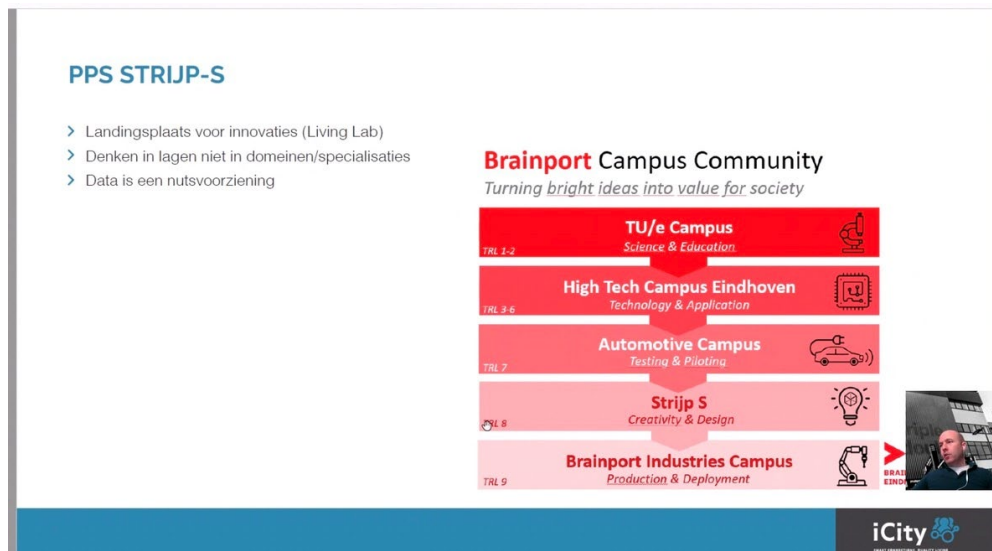 PPS STRIJP-S
Landingsplaats voor innovaties (Living Lab)
Denken in lagen niet in domeinen/specialisaties
Data is een nutsvoorziening
Brainport Campus Community
Turning bright ideas into value for society
TU/e Campus
Science & Education
TRL 1-2
High Tech Campus Eindhoven
Technology & Application
TRL 3-6
Automotive Campus
Testing & Piloting
TRL 7
Strijp S
Creativity & Design
TRL 8
Brainport Industries Campus
Production & Deployment
TRL 9
iCity